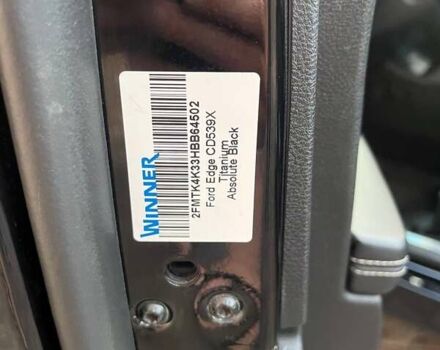 WINNER
2FMTK4K33HBB64502
Ford Edge CD539X
Titanium
Absolute Black